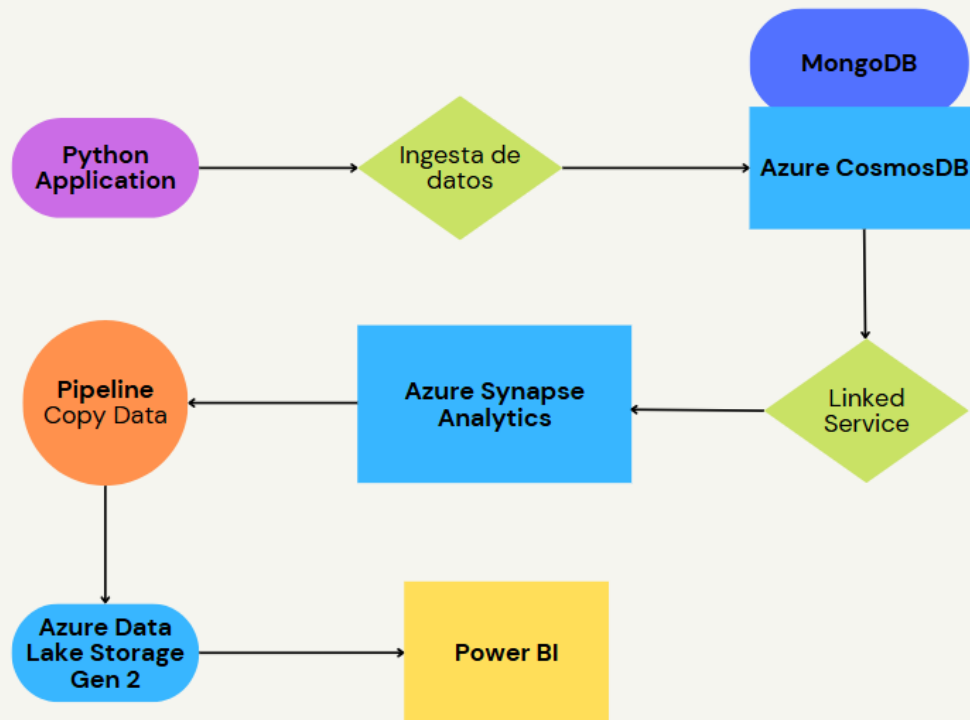 MongoDB
Python
Application
Ingesta de
datos
Azure CosmosDB
Pipeline
Copy Data
Azure Synapse
Analytics
Linked
Service
Azure Data
Lake Storage
Gen 2
Power BI